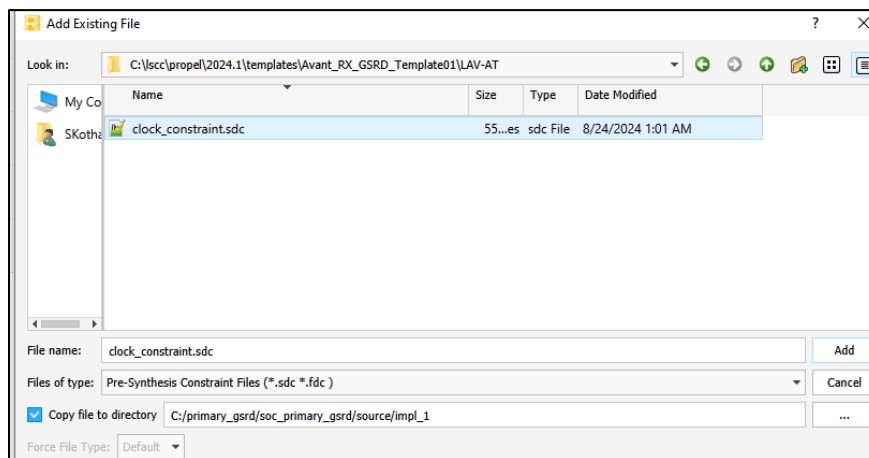 Add Existing File
Look in: C:\lscc\propel\2024.1\templates\Avant_RX_GSRD_Template01\LAV-AT
My Co
SKotha
Name Size Type Date Modified
clock_constraint.sdc 55...es sdc File 8/24/2024 1:01 AM
File name: clock_constraint.sdc Add
Files of type: Pre-Synthesis Constraint Files (*.sdc *.fdc ) Cancel
Copy file to directory C:/primary_gsrd/soc_primary_gsrd/source/impl_1 ...
Force File Type: Default